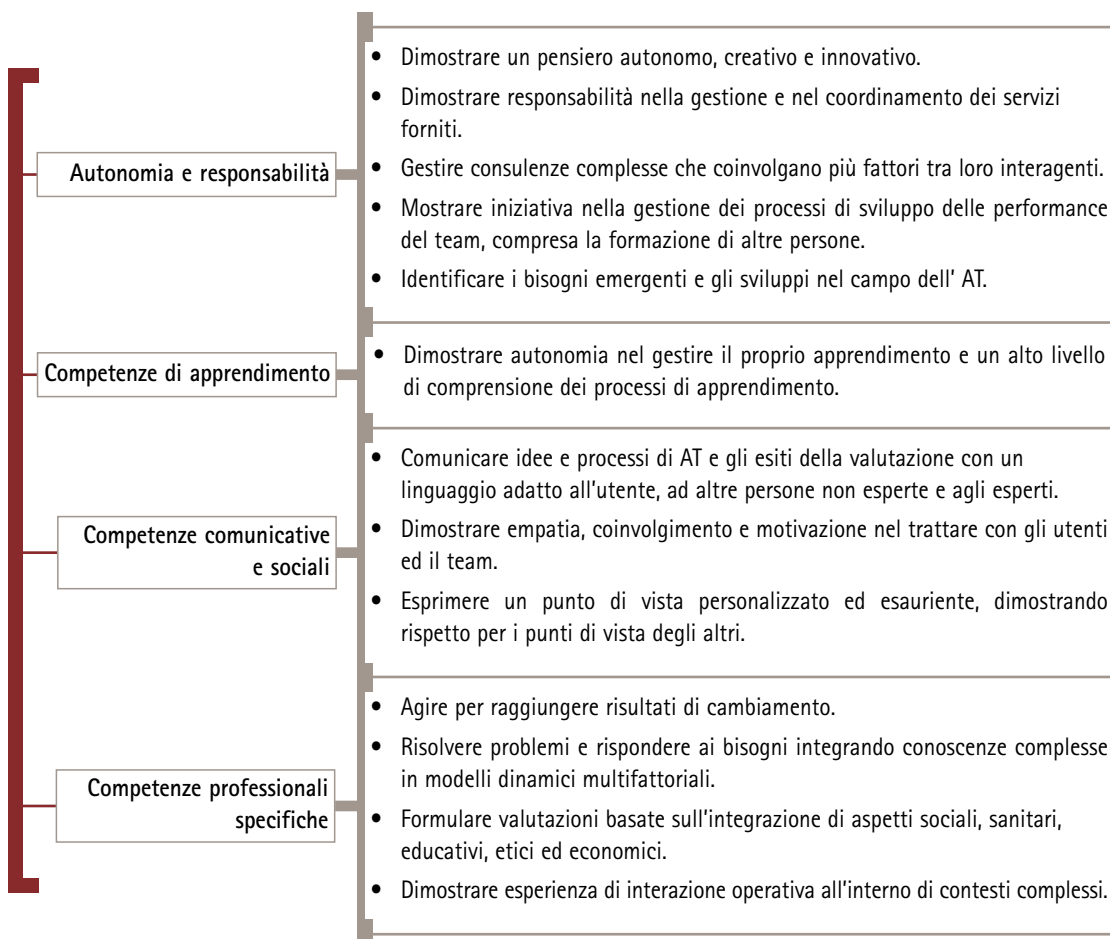 Autonomia e responsabilità
• Dimostrare un pensiero autonomo, creativo e innovativo.
• Dimostrare responsabilità nella gestione e nel coordinamento dei servizi
forniti.
• Gestire consulenze complesse che coinvolgano più fattori tra loro interagenti.
• Mostrare iniziativa nella gestione dei processi di sviluppo delle performance
del team, compresa la formazione di altre persone.
• Identificare i bisogni emergenti e gli sviluppi nel campo dell' AT.
Competenze di apprendimento
• Dimostrare autonomia nel gestire il proprio apprendimento e un alto livello
di comprensione dei processi di apprendimento.
Competenze comunicative
e sociali
• Comunicare idee e processi di AT e gli esiti della valutazione con un
linguaggio adatto all'utente, ad altre persone non esperte e agli esperti.
• Dimostrare empatia, coinvolgimento e motivazione nel trattare con gli utenti
ed il team.
• Esprimere un punto di vista personalizzato ed esauriente, dimostrando
rispetto per i punti di vista degli altri.
Competenze professionali
specifiche
• Agire per raggiungere risultati di cambiamento.
• Risolvere problemi e rispondere ai bisogni integrando conoscenze complesse
in modelli dinamici multifattoriali.
• Formulare valutazioni basate sull'integrazione di aspetti sociali, sanitari,
educativi, etici ed economici.
• Dimostrare esperienza di interazione operativa all'interno di contesti complessi.